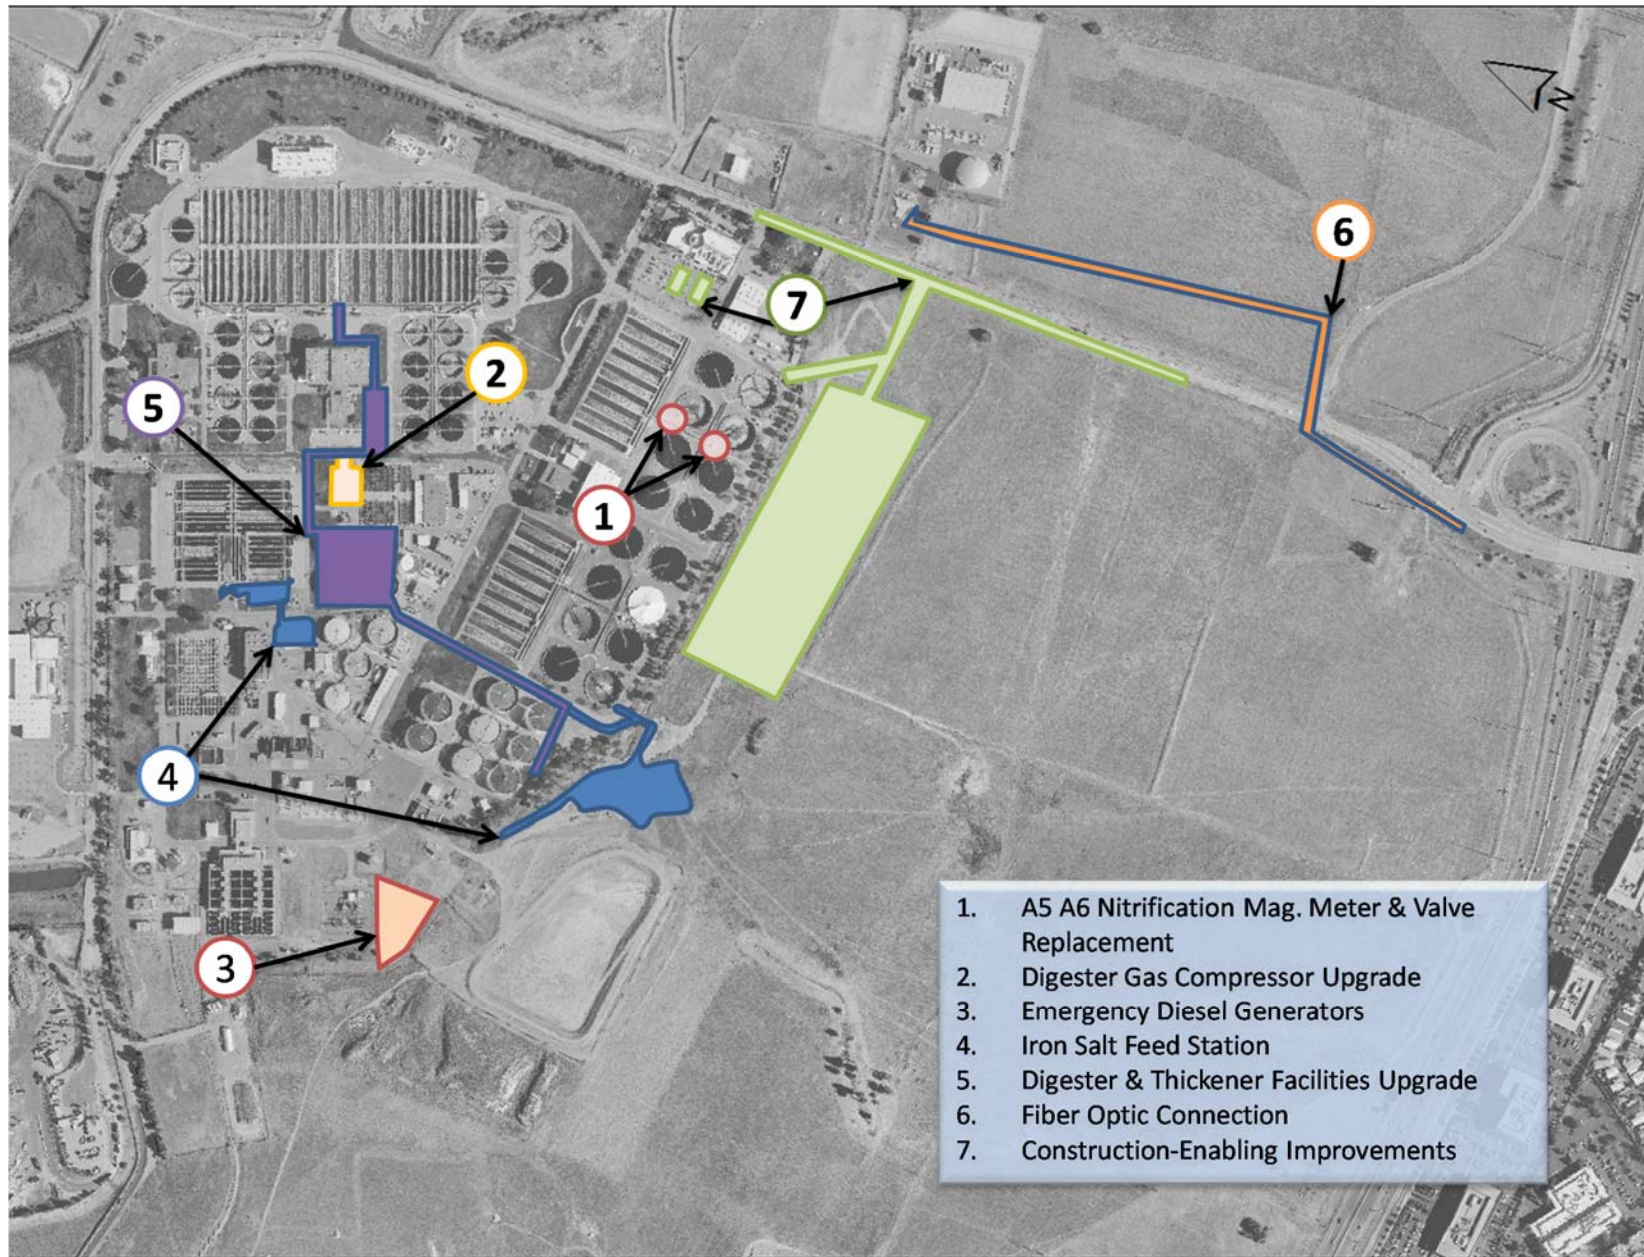 N
6
7
2
5
1
4
3
1. A5 A6 Nitrification Mag. Meter & Valve
Replacement
2. Digester Gas Compressor Upgrade
3. Emergency Diesel Generators
4. Iron Salt Feed Station
5. Digester & Thickener Facilities Upgrade
6. Fiber Optic Connection
7. Construction-Enabling Improvements